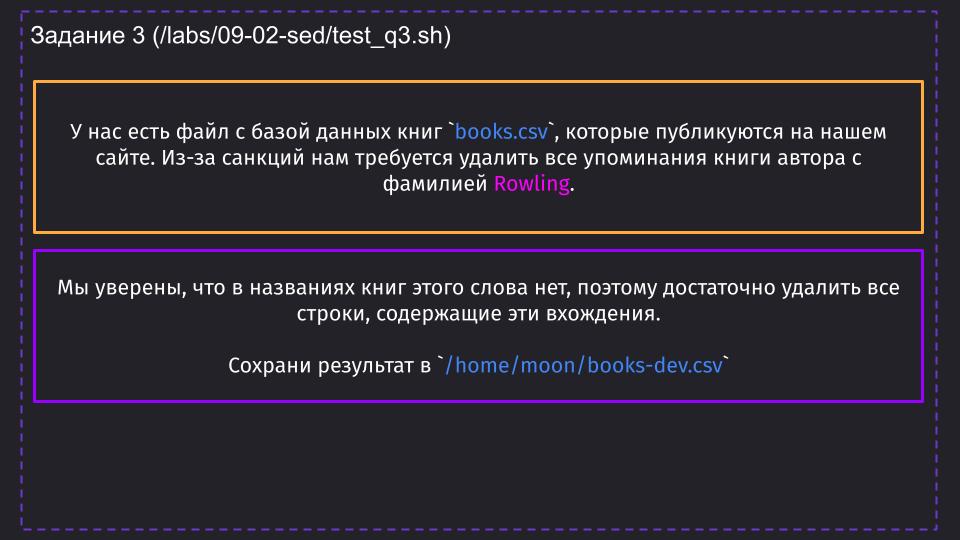 Задание 3 (/labs/09-02-sed/test_q3.sh)
У нас есть файл с базой данных книг `books.csv`, которые публикуются на нашем
сайте. Из-за санкций нам требуется удалить все упоминания книги автора с
фамилией Rowling.
Мы уверены, что в названиях книг этого слова нет, поэтому достаточно удалить все
строки, содержащие эти вхождения.
Сохрани результат в `/home/moon/books-dev.csv`